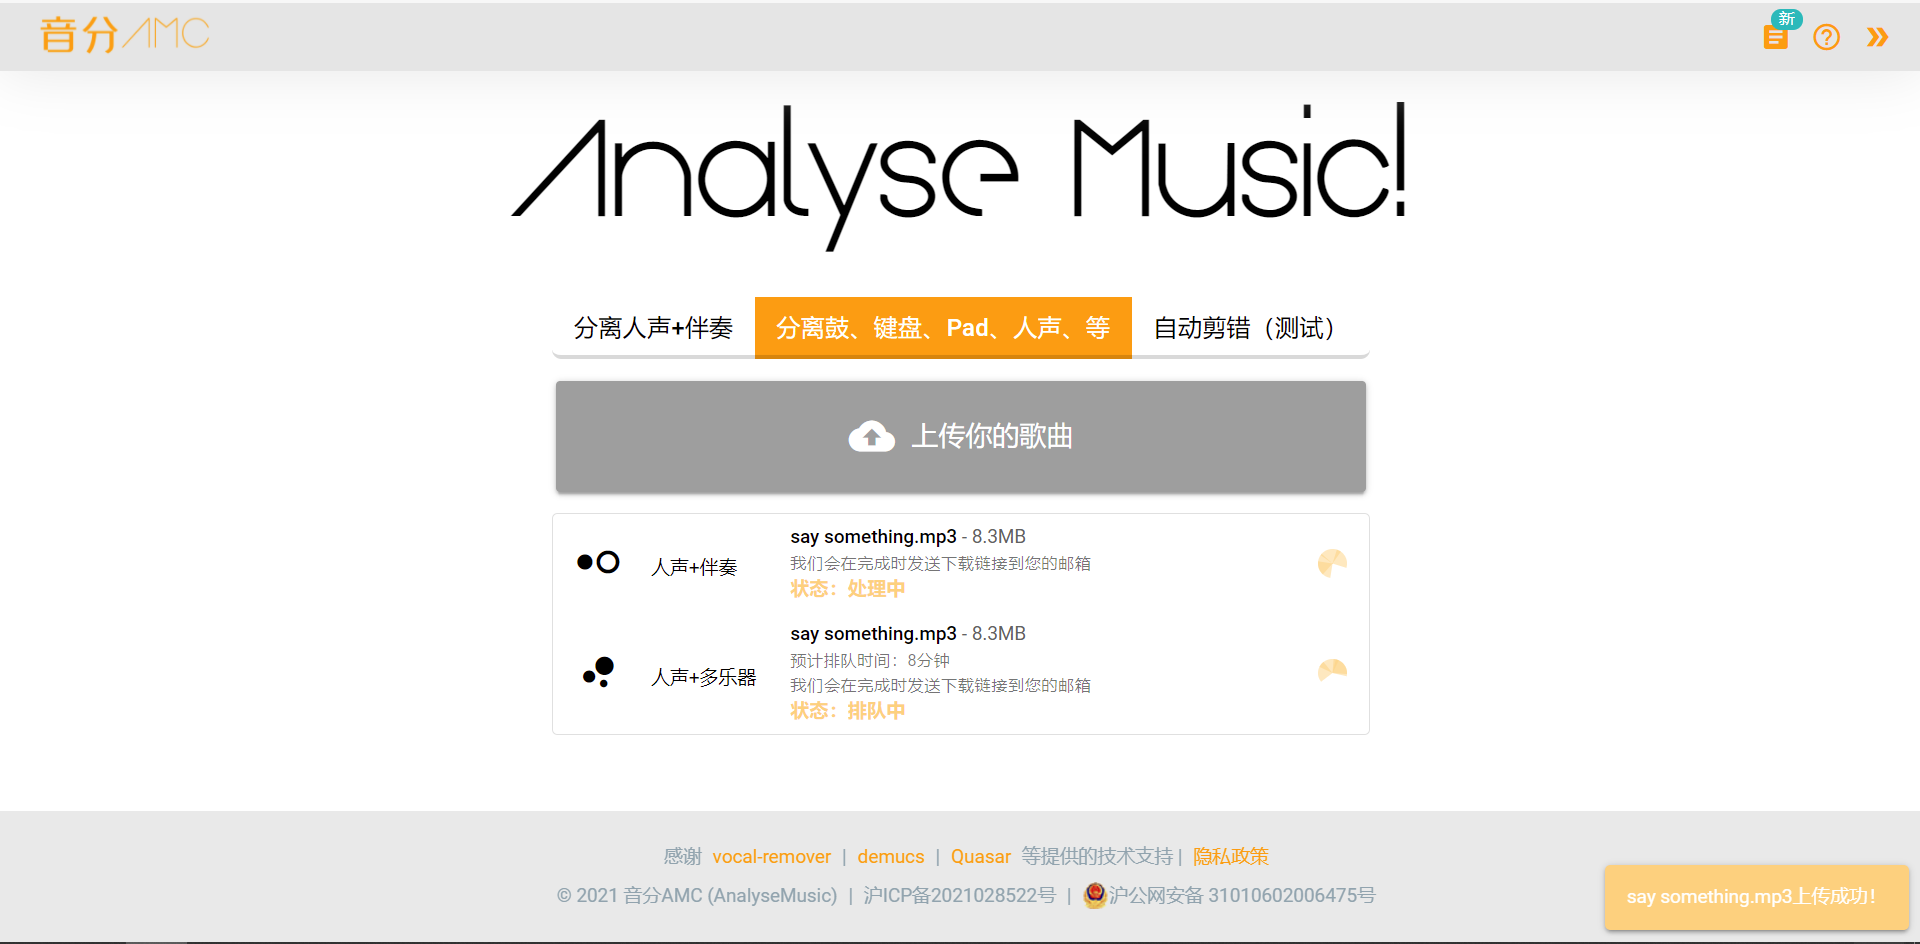 音分AMC
新
Analyse Music!
分离人声+伴奏
分离鼓、键盘、Pad、人声、等
自动剪错（测试）
上传你的歌曲
人声+伴奏
say something.mp3 - 8.3MB
我们会在完成时发送下载链接到您的邮箱
状态：处理中
人声+多乐器
say something.mp3 - 8.3MB
预计排队时间：8分钟
我们会在完成时发送下载链接到您的邮箱
状态：排队中
感谢 vocal-remover | demucs | Quasar 等提供的技术支持 | 隐私政策
© 2021 音分AMC (AnalyseMusic) | 沪ICP备2021028522号 | 沪公网安备 31010602006475号
say something.mp3上传成功！